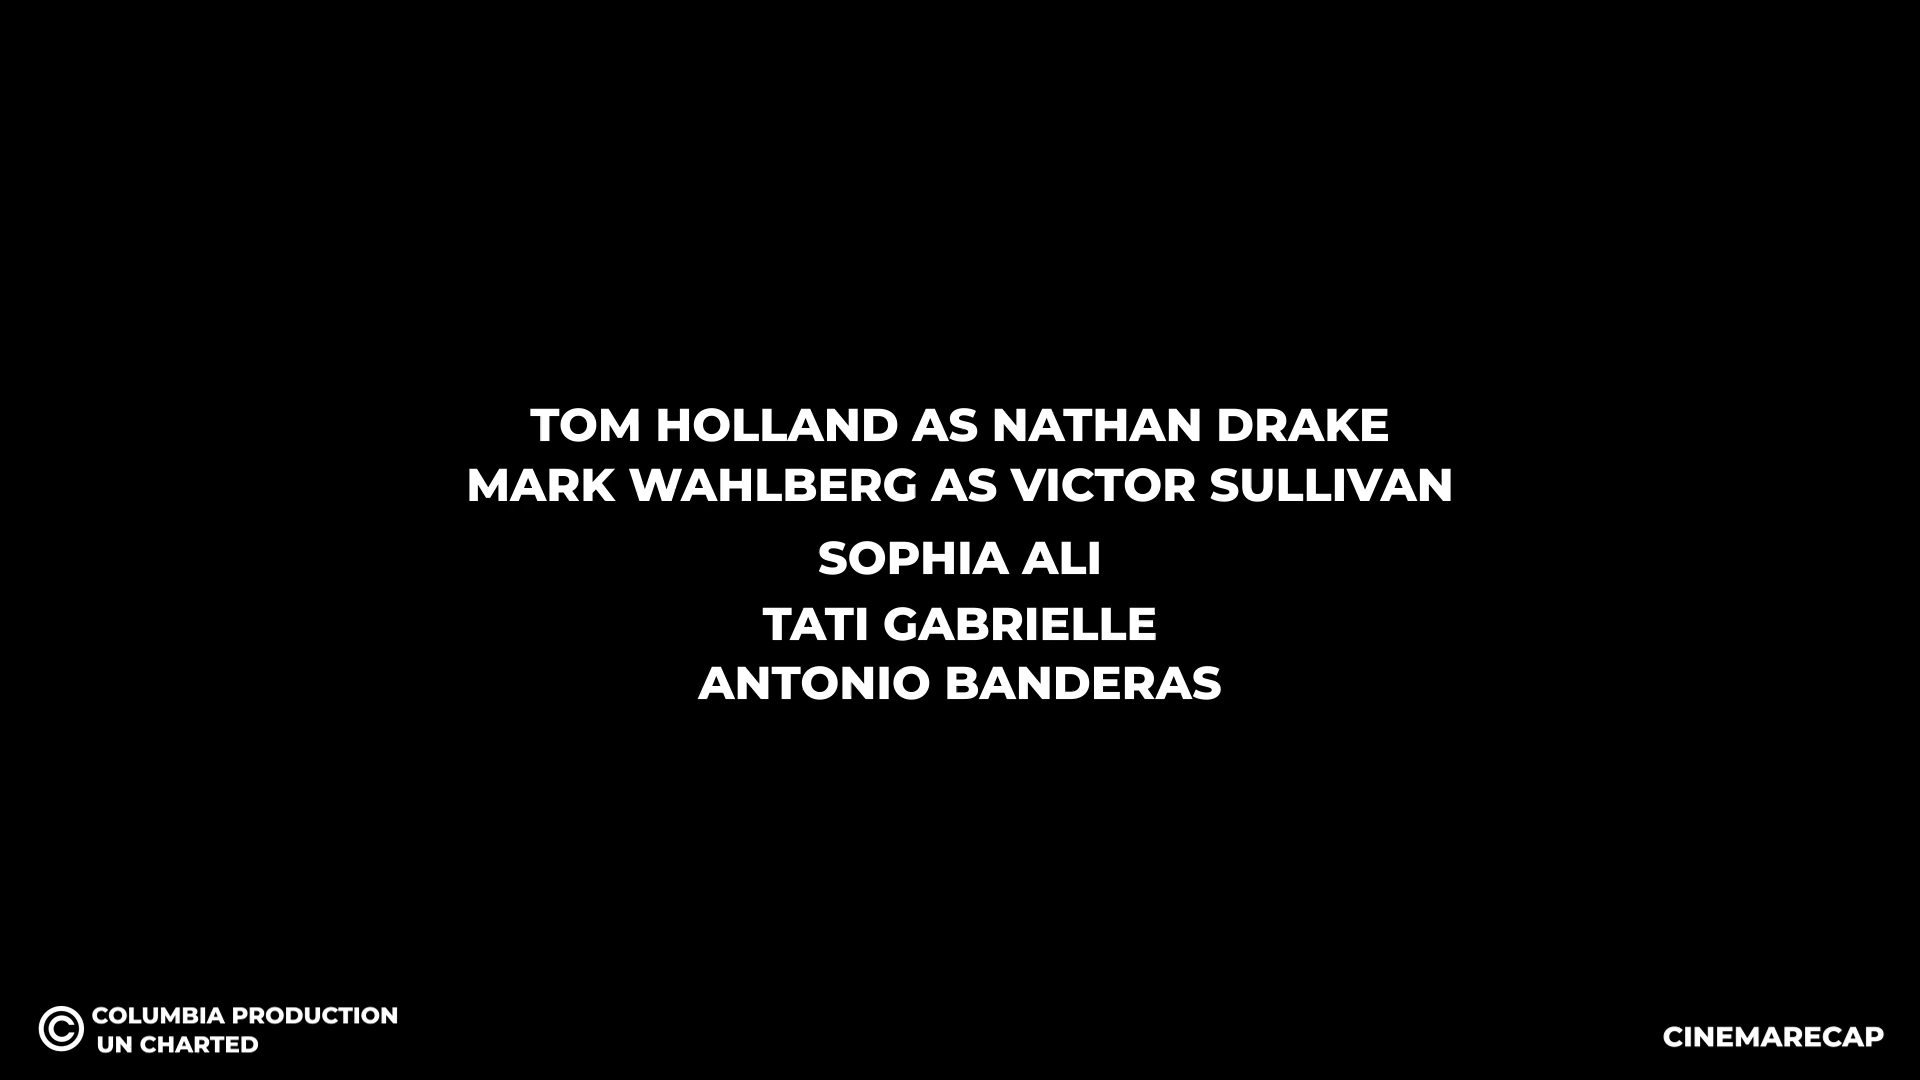 TOM HOLLAND AS NATHAN DRAKE
MARK WAHLBERG AS VICTOR SULLIVAN
SOPHIA ALI
TATI GABRIELLE
ANTONIO BANDERAS
© COLUMBIA PRODUCTION
UN CHARTED
CINEMARECAP